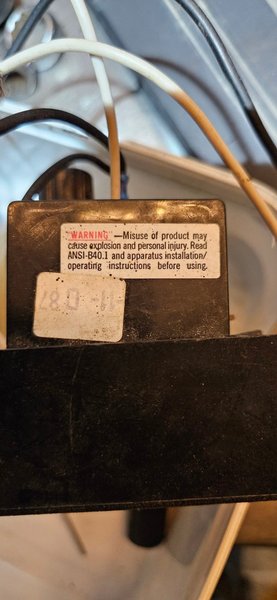 WARNING —Misuse of product may
cause explosion and personal injury. Read
ANSI-B40.1 and apparatus installation/
operating instructions before using.